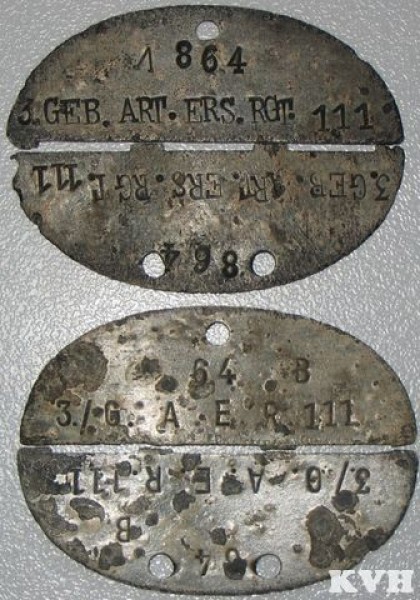 1 864
3.GEB. ART. ERS. RGT. 111
3.GEB. ART. ERS. RGT. 111
864
64 B
3./G. A. E. R. 111
3./G. A. E. R. 111
B
64
KVH